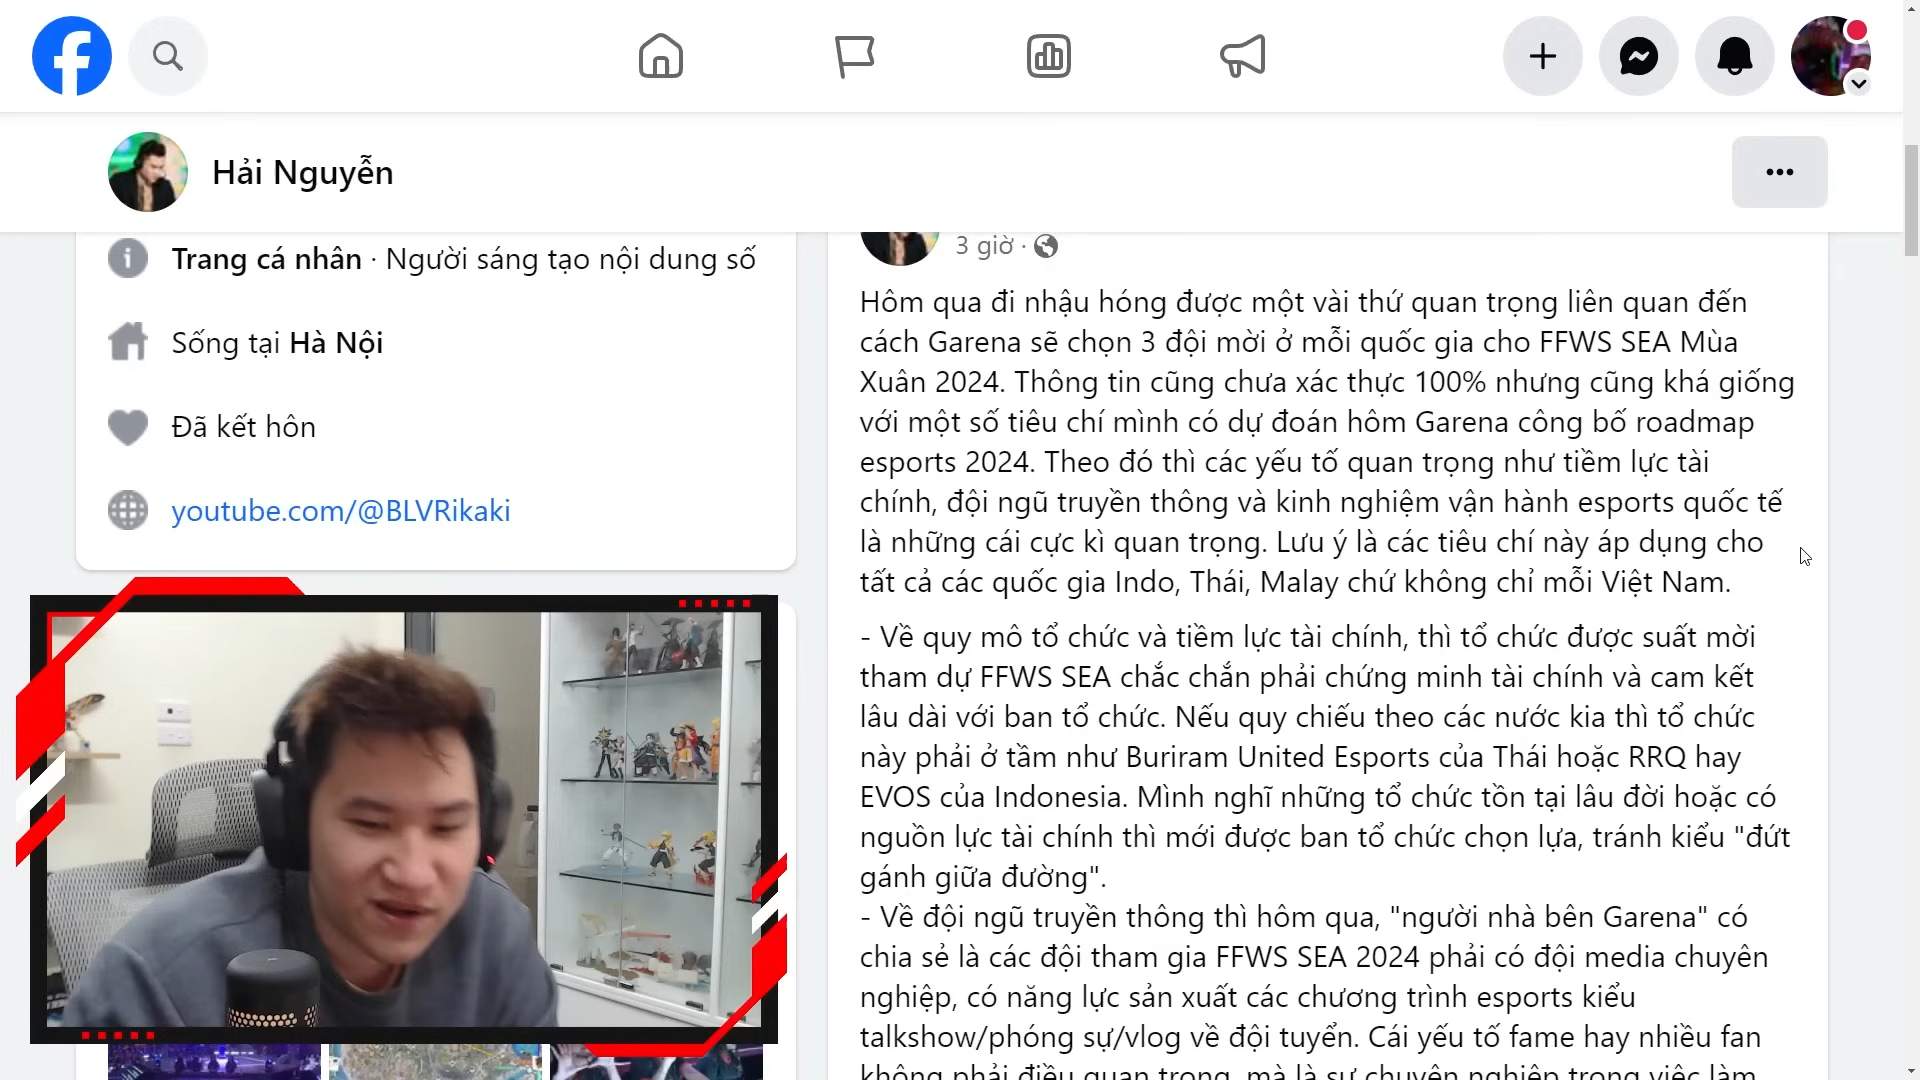 Hải Nguyễn
Trang cá nhân · Người sáng tạo nội dung số
Sống tại Hà Nội
Đã kết hôn
youtube.com/@BLVRikaki
3 giờ ·
Hôm qua đi nhậu hóng được một vài thứ quan trọng liên quan đến
cách Garena sẽ chọn 3 đội mời ở mỗi quốc gia cho FFWS SEA Mùa
Xuân 2024. Thông tin cũng chưa xác thực 100% nhưng cũng khá giống
với một số tiêu chí mình có dự đoán hôm Garena công bố roadmap
esports 2024. Theo đó thì các yếu tố quan trọng như tiềm lực tài
chính, đội ngũ truyền thông và kinh nghiệm vận hành esports quốc tế
là những cái cực kì quan trọng. Lưu ý là các tiêu chí này áp dụng cho
tất cả các quốc gia Indo, Thái, Malay chứ không chỉ mỗi Việt Nam.
- Về quy mô tổ chức và tiềm lực tài chính, thì tổ chức được suất mời
tham dự FFWS SEA chắc chắn phải chứng minh tài chính và cam kết
lâu dài với ban tổ chức. Nếu quy chiếu theo các nước kia thì tổ chức
này phải ở tầm như Buriram United Esports của Thái hoặc RRQ hay
EVOS của Indonesia. Mình nghĩ những tổ chức tồn tại lâu đời hoặc có
nguồn lực tài chính thì mới được ban tổ chức chọn lựa, tránh kiểu "đứt
gánh giữa đường".
- Về đội ngũ truyền thông thì hôm qua, "người nhà bên Garena" có
chia sẻ là các đội tham gia FFWS SEA 2024 phải có đội media chuyên
nghiệp, có năng lực sản xuất các chương trình esports kiểu
talkshow/phóng sự/vlog về đội tuyển. Cái yếu tố fame hay nhiều fan
không phải điều quan trọng, mà là sự chuyên nghiệp trong việc làm